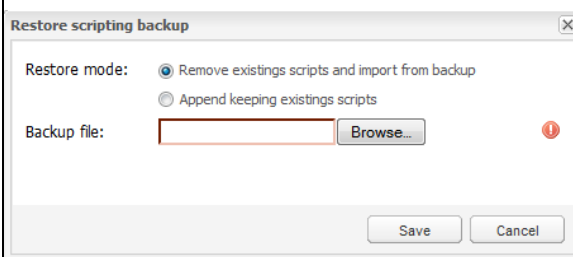 Restore scripting backup
Restore mode: Remove existings scripts and import from backup
Append keeping existings scripts
Backup file: Browse...
Save Cancel